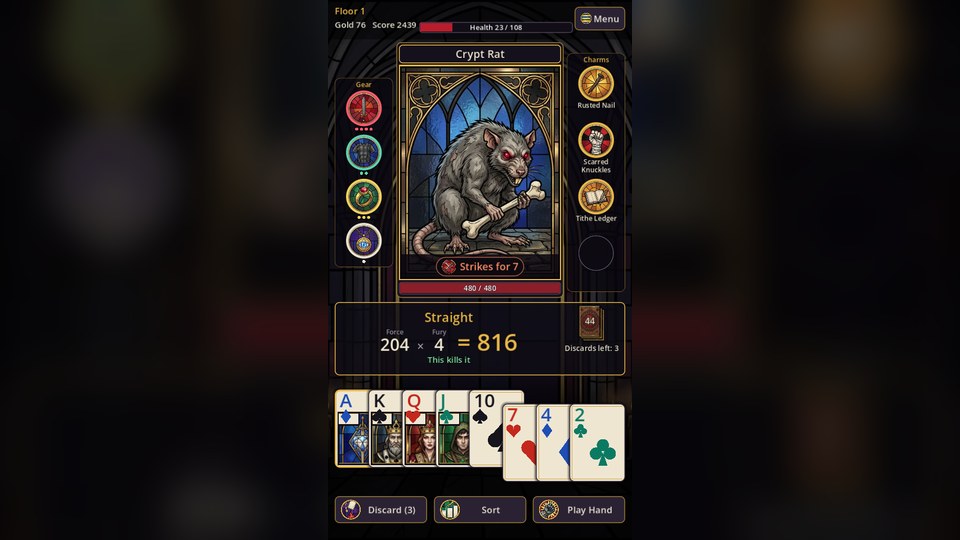 Floor 1
Gold 76 Score 2439
Health 23 / 108
Menu
Crypt Rat
Gear
Charms
Rusted Nail
Scarred
Knuckles
Tithe Ledger
Strikes for 7
480 / 480
Straight
Force
Fury
204 × 4 = 816
This kills it
44
Discards left: 3
A K Q J 10 7 4 2
Discard (3)
Sort
Play Hand